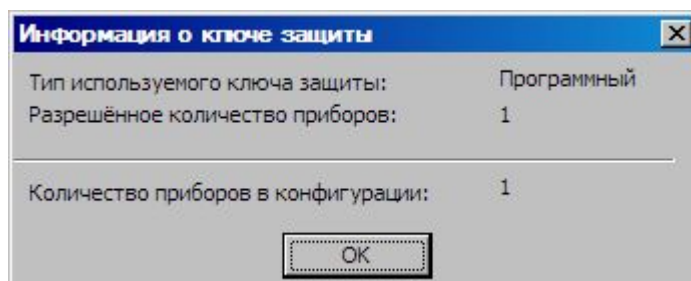 Информация о ключе защиты
Тип используемого ключа защиты: Программный
Разрешённое количество приборов: 1
Количество приборов в конфигурации: 1
OK